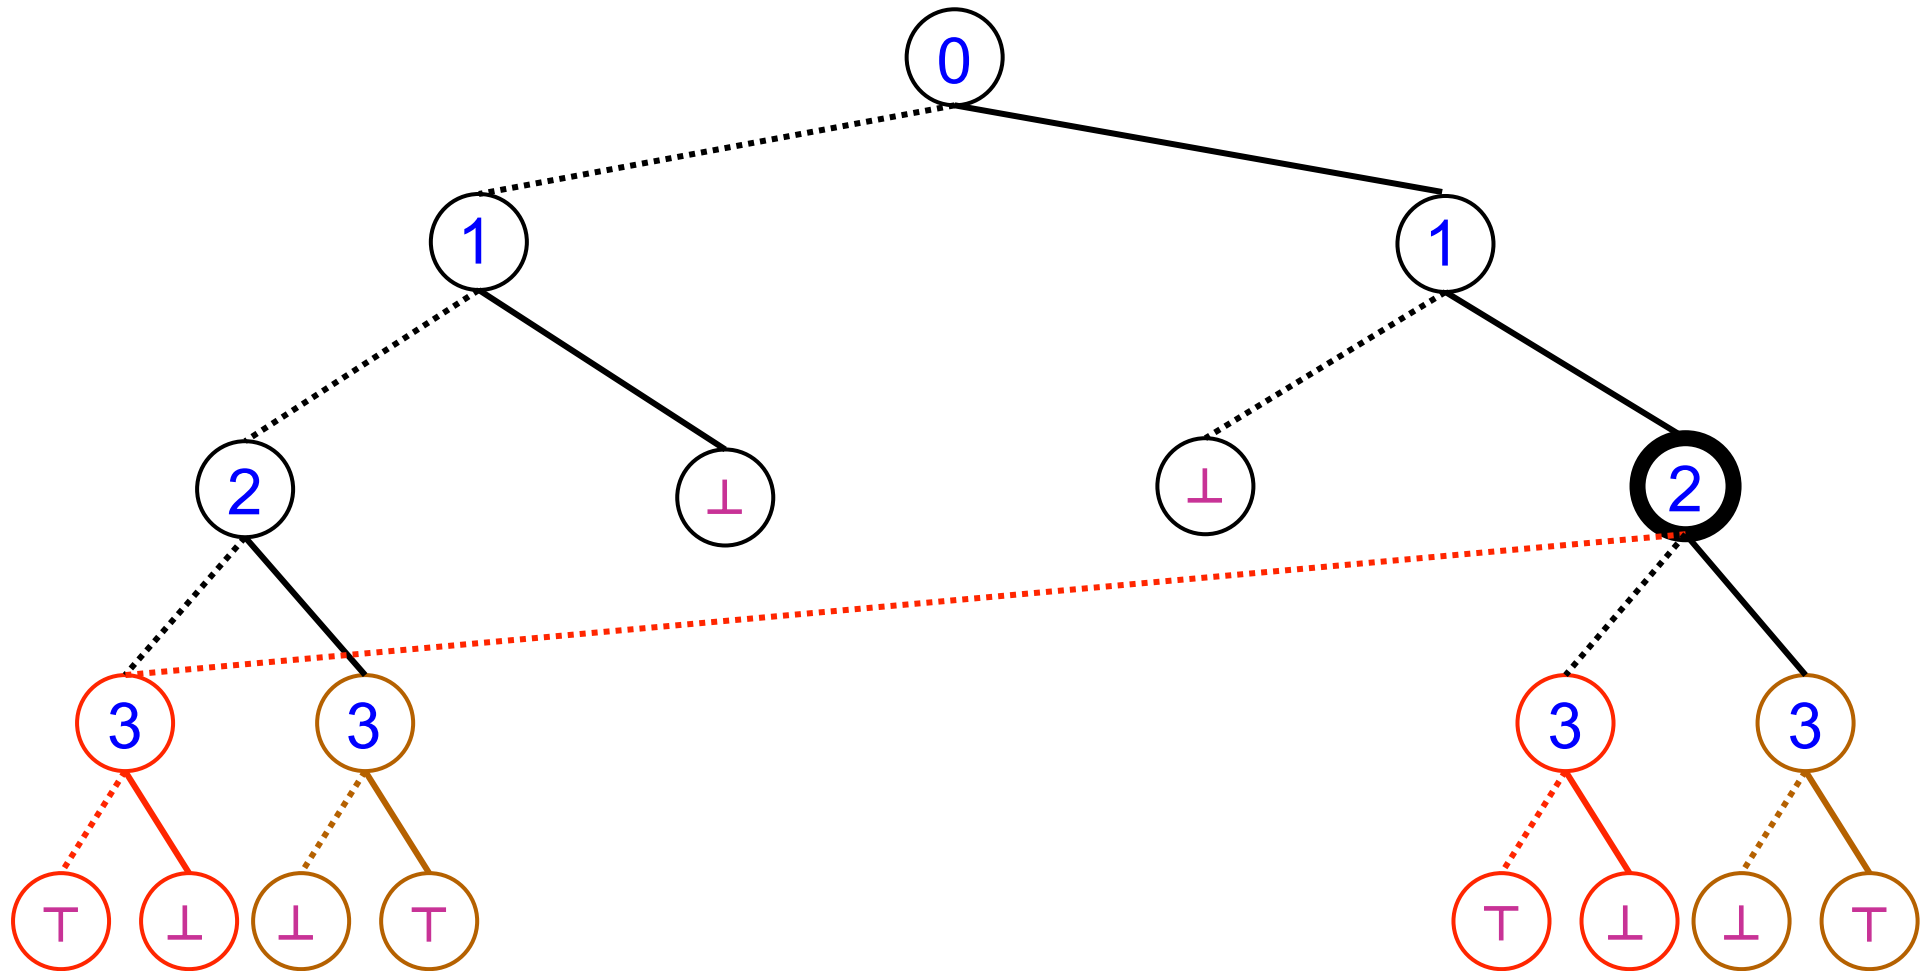 0
1 1
2 ⊥ ⊥ 2
3 3 3 3
⊤ ⊥ ⊥ ⊤ ⊤ ⊥ ⊥ ⊤